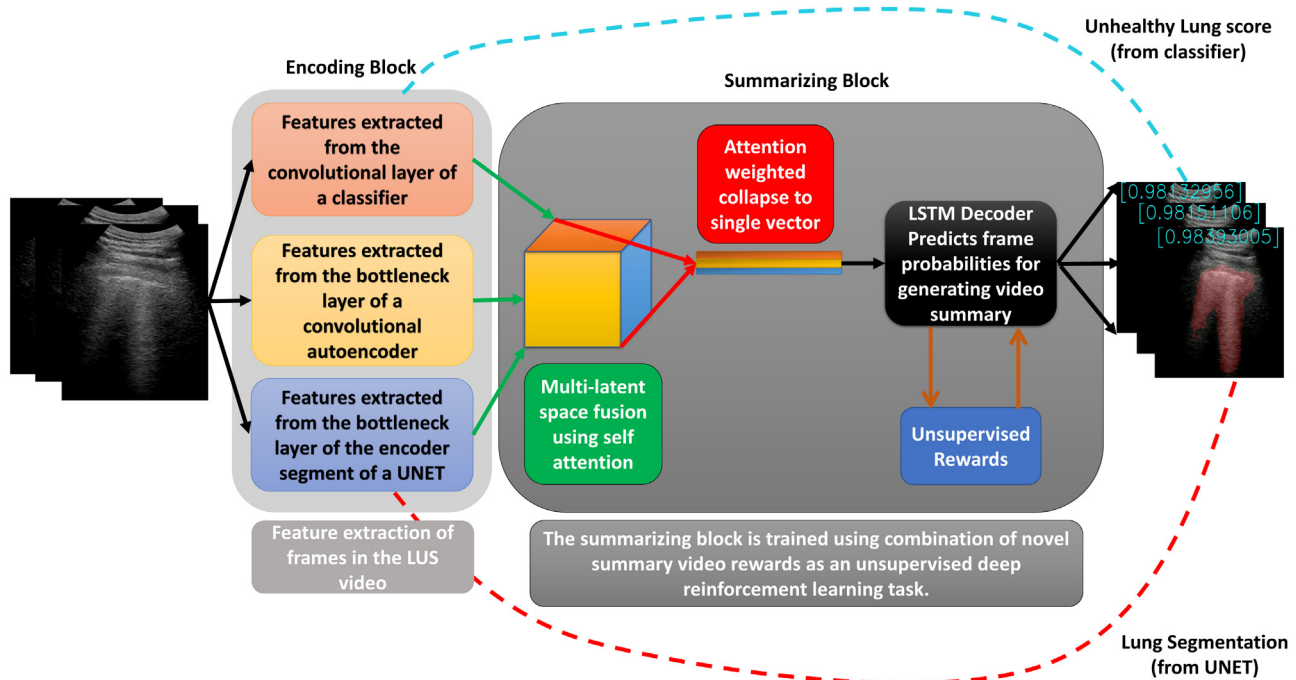 Encoding Block
Features extracted
from the
convolutional layer of
a classifier
Features extracted
from the bottleneck
layer of a
convolutional
autoencoder
Features extracted
from the bottleneck
layer of the encoder
segment of a UNET
Feature extraction of
frames in the LUS
video
Summarizing Block
Multi-latent
space fusion
using self
attention
Attention
weighted
collapse to
single vector
LSTM Decoder
Predicts frame
probabilities for
generating video
summary
Unsupervised
Rewards
The summarizing block is trained using combination of novel
summary video rewards as an unsupervised deep
reinforcement learning task.
Unhealthy Lung score
(from classifier)
[0.98132956]
[0.98151106]
[0.98393005]
Lung Segmentation
(from UNET)